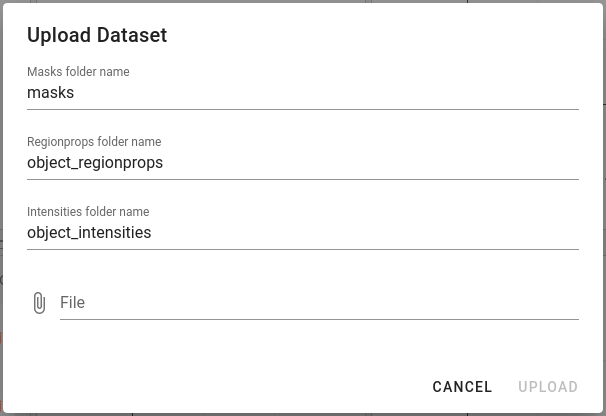 Upload Dataset
Masks folder name
masks
Regionprops folder name
object_regionprops
Intensities folder name
object_intensities
File
CANCEL UPLOAD